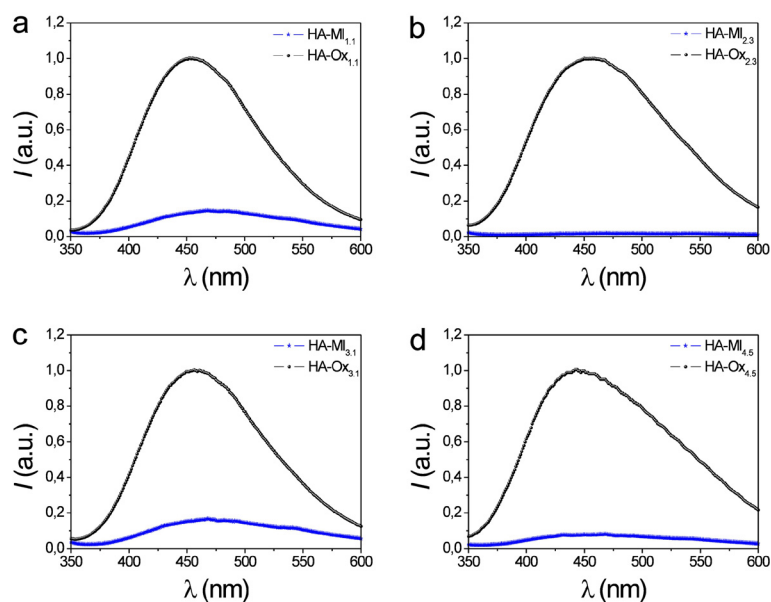 a
1,2
1,0
0,8
0,6
0,4
0,2
0,0
I (a.u.)
HA-MI1.1
HA-Ox1.1
350 400 450 500 550 600
λ (nm)
b
1,2
1,0
0,8
0,6
0,4
0,2
0,0
I (a.u.)
HA-MI2.3
HA-Ox2.3
350 400 450 500 550 600
λ (nm)
c
1,2
1,0
0,8
0,6
0,4
0,2
0,0
I (a.u.)
HA-MI3.1
HA-Ox3.1
350 400 450 500 550 600
λ (nm)
d
1,2
1,0
0,8
0,6
0,4
0,2
0,0
I (a.u.)
HA-MI4.5
HA-Ox4.5
350 400 450 500 550 600
λ (nm)